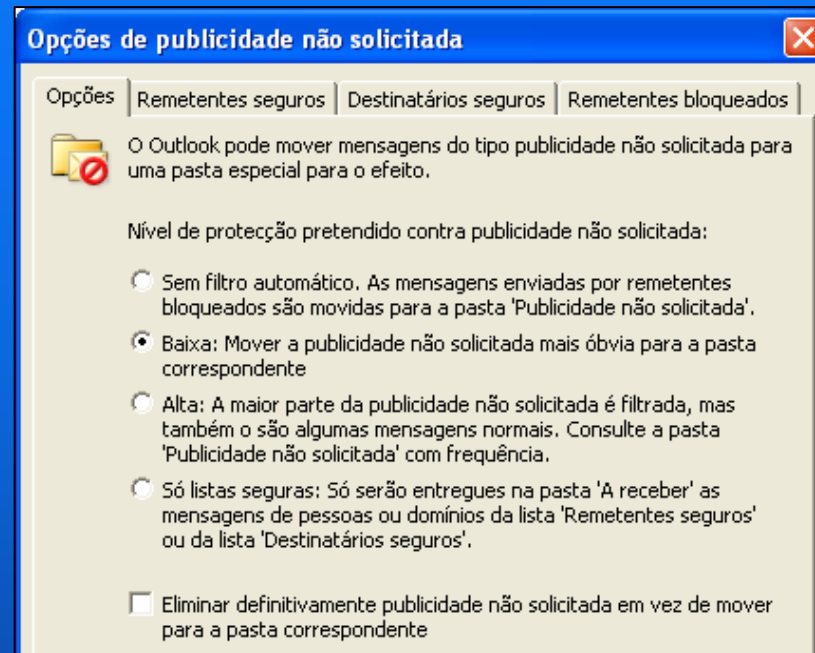 Opções de publicidade não solicitada
Opções
Remetentes seguros
Destinatários seguros
Remetentes bloqueados
O Outlook pode mover mensagens do tipo publicidade não solicitada para
uma pasta especial para o efeito.
Nível de protecção pretendido contra publicidade não solicitada:
Sem filtro automático. As mensagens enviadas por remetentes
bloqueados são movidas para a pasta 'Publicidade não solicitada'.
Baixa: Mover a publicidade não solicitada mais óbvia para a pasta
correspondente
Alta: A maior parte da publicidade não solicitada é filtrada, mas
também o são algumas mensagens normais. Consulte a pasta
'Publicidade não solicitada' com frequência.
Só listas seguras: Só serão entregues na pasta 'A receber' as
mensagens de pessoas ou domínios da lista 'Remetentes seguros'
ou da lista 'Destinatários seguros'.
Eliminar definitivamente publicidade não solicitada em vez de mover
para a pasta correspondente